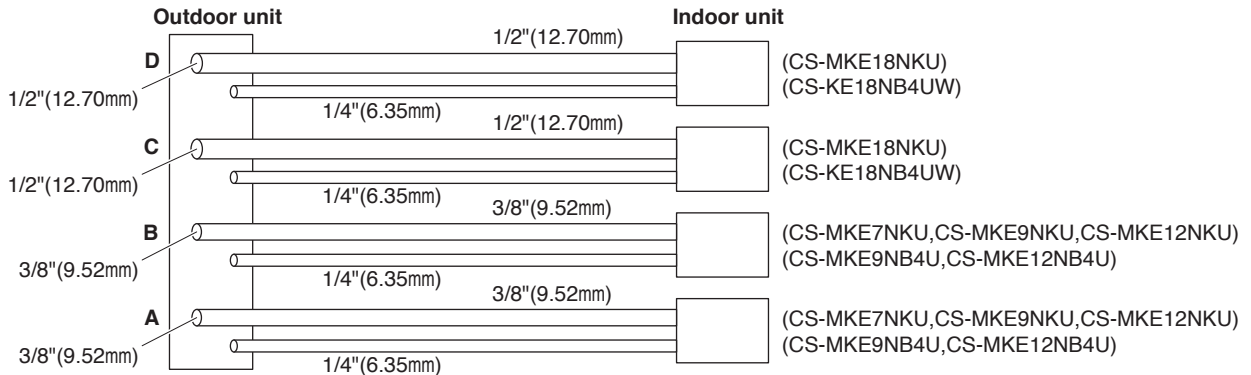 Outdoor unit
Indoor unit
D
1/2"(12.70mm)
1/2"(12.70mm)
1/4"(6.35mm)
(CS-MKE18NKU)
(CS-KE18NB4UW)
C
1/2"(12.70mm)
1/2"(12.70mm)
1/4"(6.35mm)
(CS-MKE18NKU)
(CS-KE18NB4UW)
B
3/8"(9.52mm)
3/8"(9.52mm)
1/4"(6.35mm)
(CS-MKE7NKU,CS-MKE9NKU,CS-MKE12NKU)
(CS-MKE9NB4U,CS-MKE12NB4U)
A
3/8"(9.52mm)
3/8"(9.52mm)
1/4"(6.35mm)
(CS-MKE7NKU,CS-MKE9NKU,CS-MKE12NKU)
(CS-MKE9NB4U,CS-MKE12NB4U)